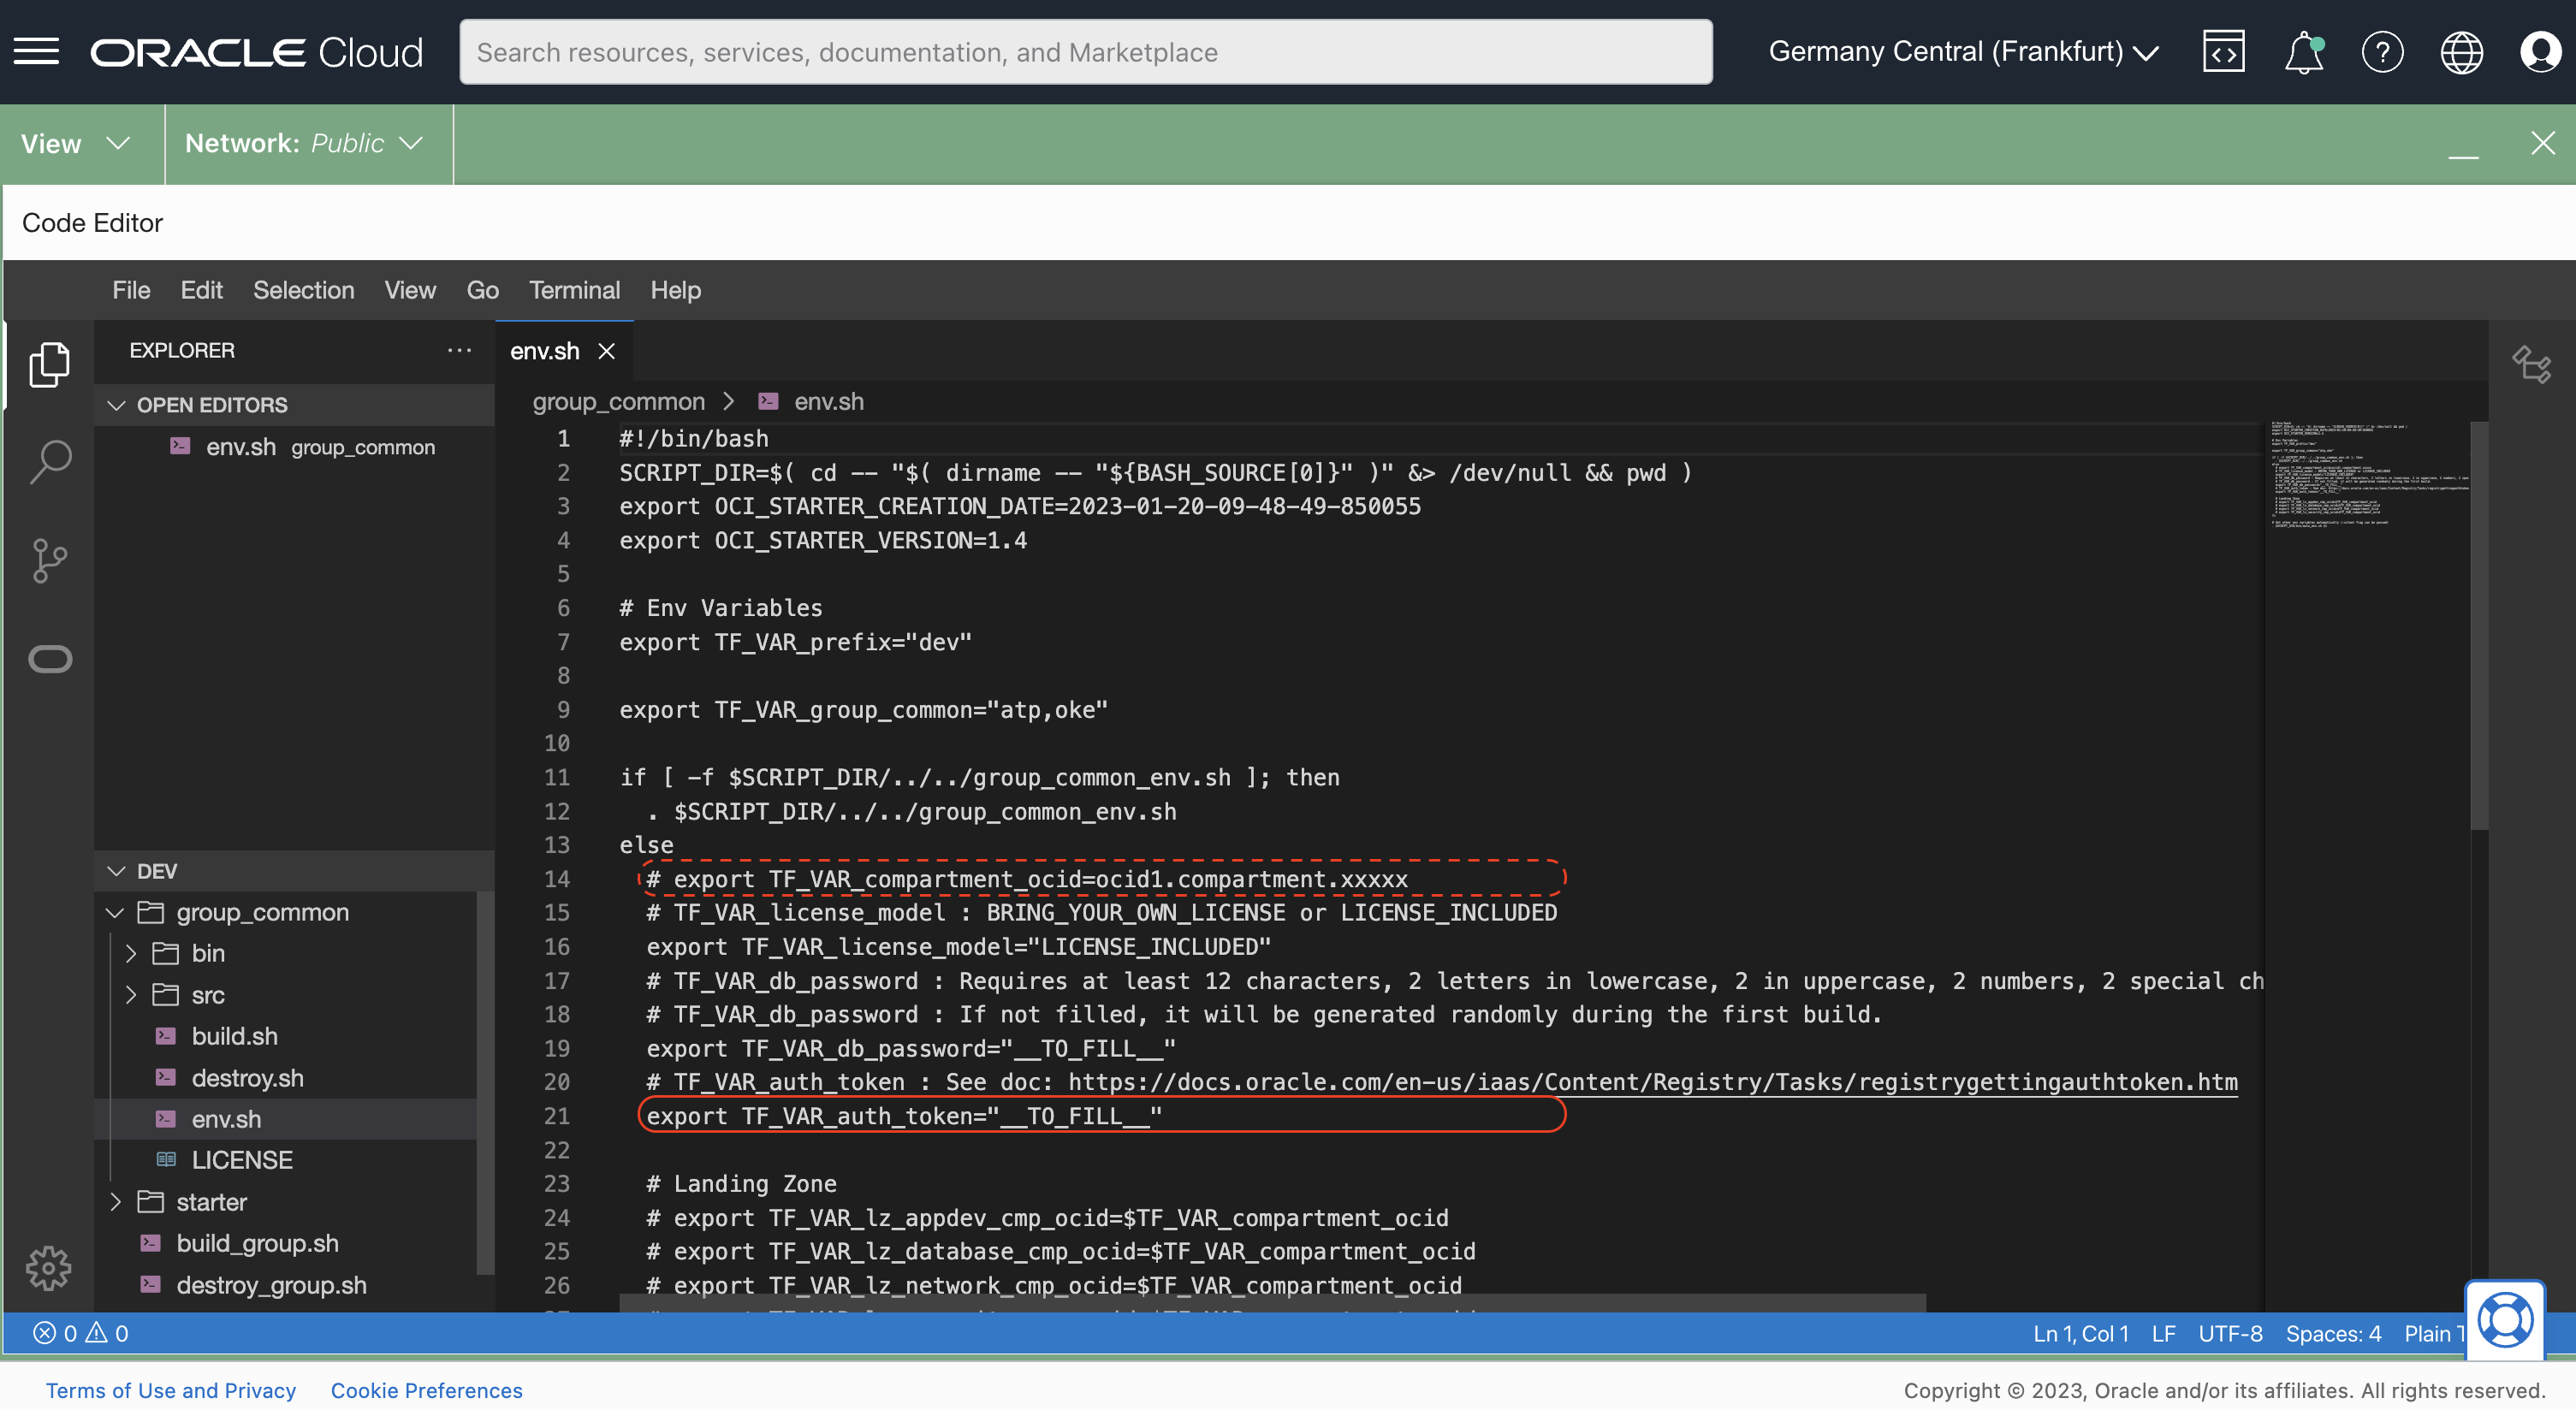 ORACLE Cloud
Search resources, services, documentation, and Marketplace
Germany Central (Frankfurt)
View
Network: Public
Code Editor
File Edit Selection View Go Terminal Help
EXPLORER
OPEN EDITORS
env.sh group_common
DEV
group_common
bin
src
build.sh
destroy.sh
env.sh
LICENSE
starter
build_group.sh
destroy_group.sh
env.sh
group_common > env.sh
1 #!/bin/bash
2 SCRIPT_DIR=$( cd -- "$( dirname -- "${BASH_SOURCE[0]}" )" &> /dev/null && pwd )
3 export OCI_STARTER_CREATION_DATE=2023-01-20-09-48-49-850055
4 export OCI_STARTER_VERSION=1.4
5
6 # Env Variables
7 export TF_VAR_prefix="dev"
8
9 export TF_VAR_group_common="atp,oke"
10
11 if [ -f $SCRIPT_DIR/../../group_common_env.sh ]; then
12 . $SCRIPT_DIR/../../group_common_env.sh
13 else
14 # export TF_VAR_compartment_ocid=ocid1.compartment.xxxxx
15 # TF_VAR_license_model : BRING_YOUR_OWN_LICENSE or LICENSE_INCLUDED
16 export TF_VAR_license_model="LICENSE_INCLUDED"
17 # TF_VAR_db_password : Requires at least 12 characters, 2 letters in lowercase, 2 in uppercase, 2 numbers, 2 special ch
18 # TF_VAR_db_password : If not filled, it will be generated randomly during the first build.
19 export TF_VAR_db_password="__TO_FILL__"
20 # TF_VAR_auth_token : See doc: https://docs.oracle.com/en-us/iaas/Content/Registry/Tasks/registrygettingauthtoken.htm
21 export TF_VAR_auth_token="__TO_FILL__"
22
23 # Landing Zone
24 # export TF_VAR_lz_appdev_cmp_ocid=$TF_VAR_compartment_ocid
25 # export TF_VAR_lz_database_cmp_ocid=$TF_VAR_compartment_ocid
26 # export TF_VAR_lz_network_cmp_ocid=$TF_VAR_compartment_ocid
0 0
Ln 1, Col 1 LF UTF-8 Spaces: 4 Plain
Terms of Use and Privacy Cookie Preferences
Copyright © 2023, Oracle and/or its affiliates. All rights reserved.